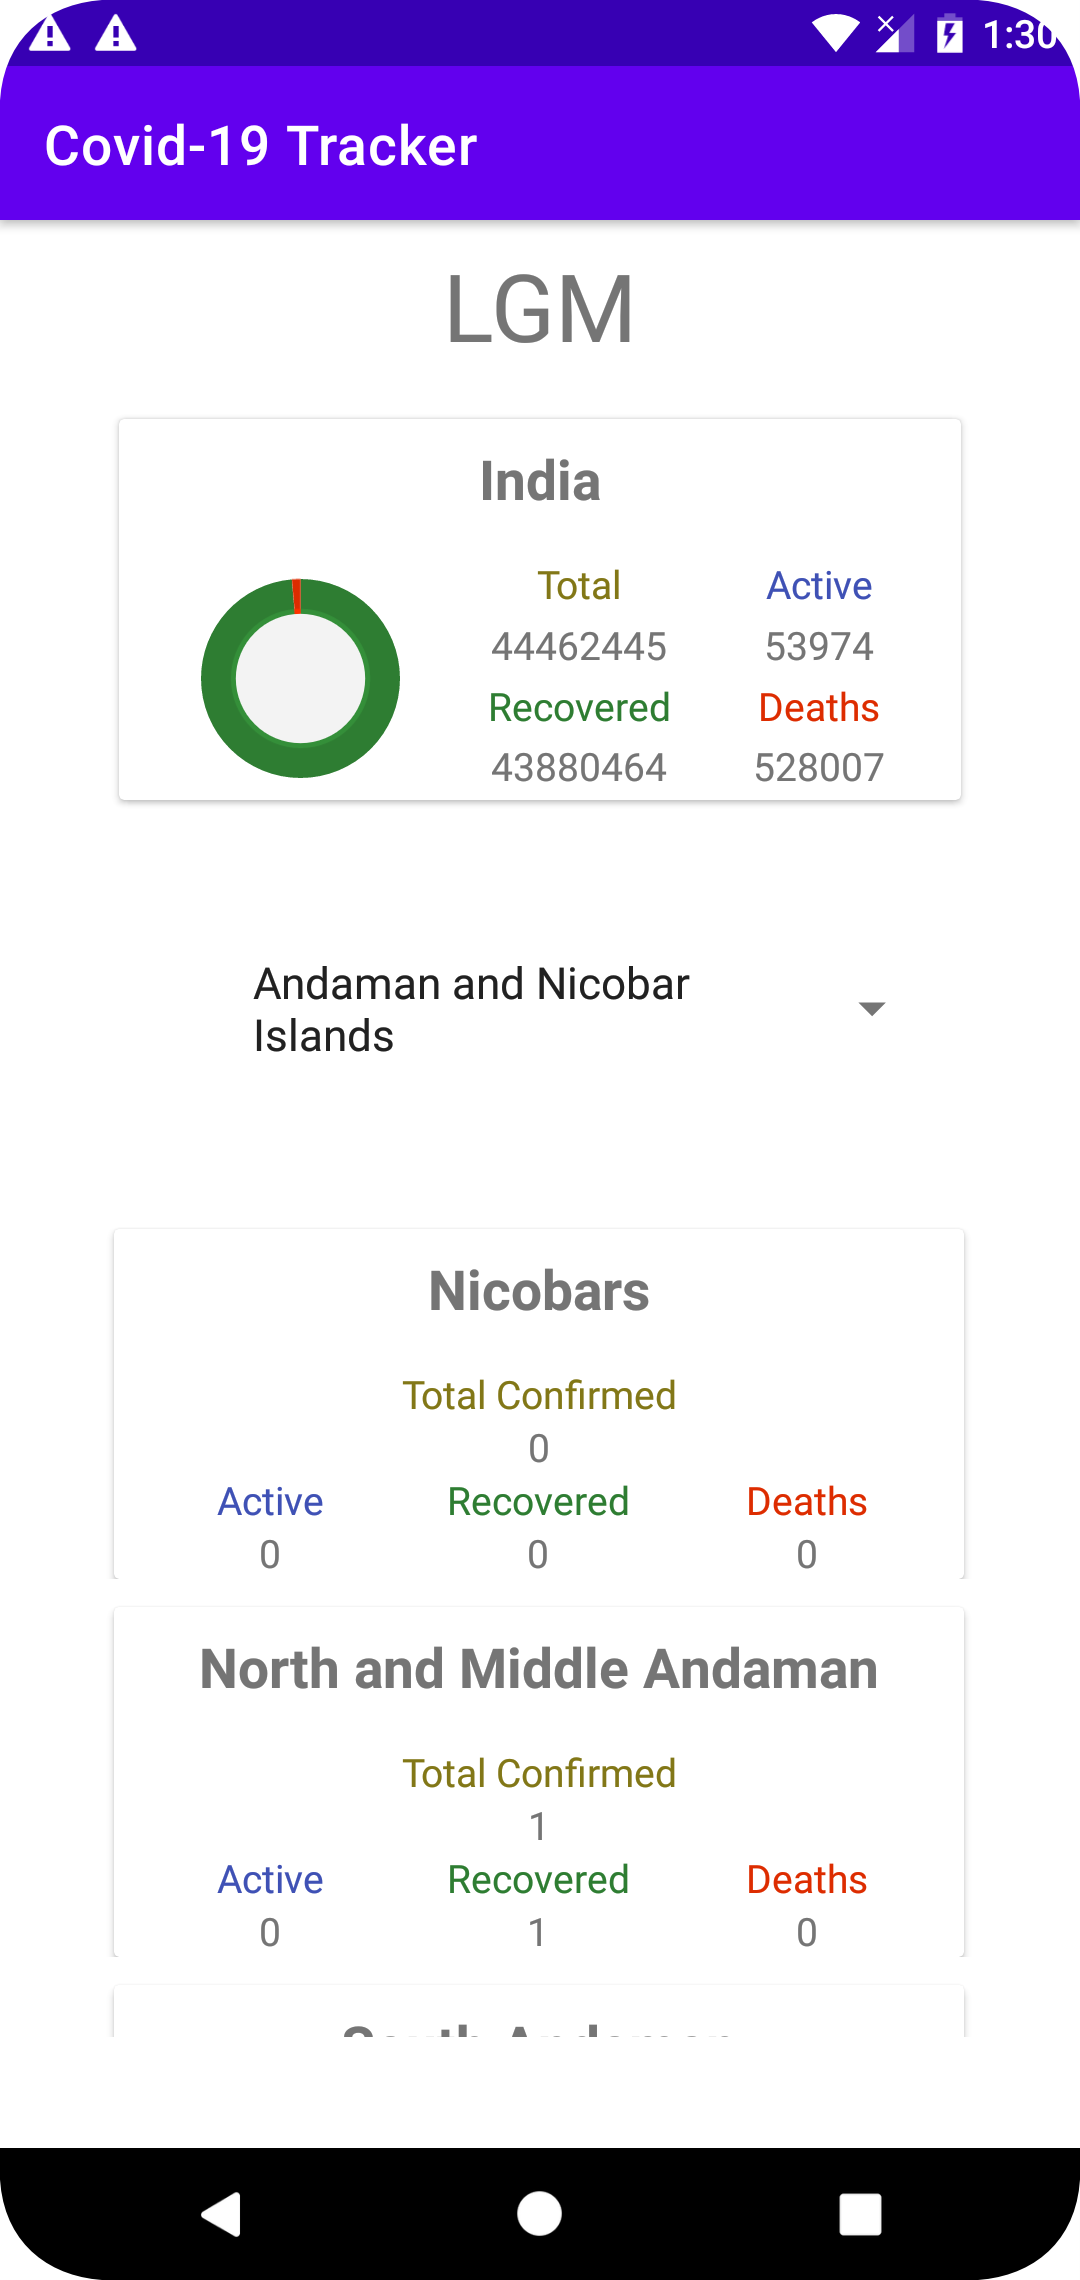 1:30
Covid-19 Tracker
LGM
India
Total Active
44462445 53974
Recovered Deaths
43880464 528007
Andaman and Nicobar
Islands
Nicobars
Total Confirmed
0
Active Recovered Deaths
0 0 0
North and Middle Andaman
Total Confirmed
1
Active Recovered Deaths
0 1 0
South Andaman